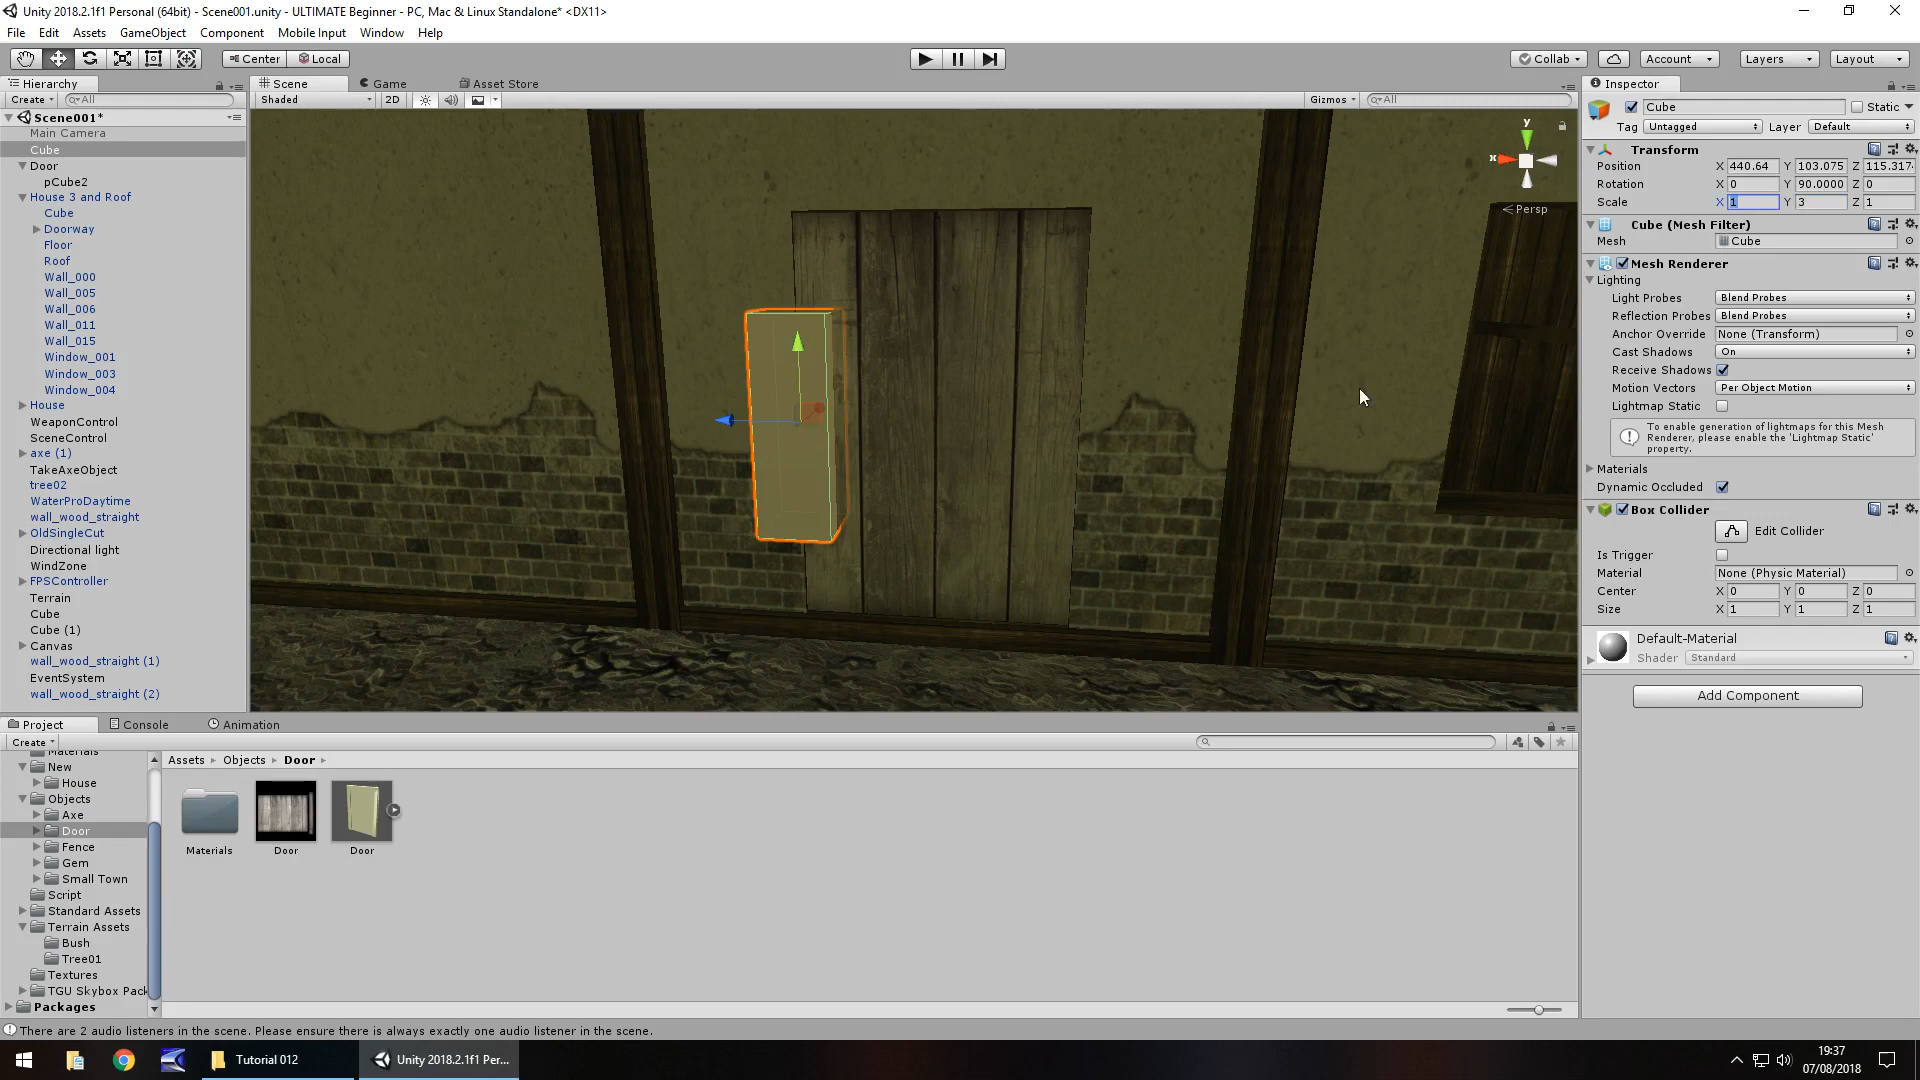 Unity 2018.2.1f1 Personal (64bit) - Scene001.unity - ULTIMATE Beginner - PC, Mac & Linux Standalone* <DX11>
File Edit Assets GameObject Component Mobile Input Window Help
Center Local Collab Account Layers Layout
Hierarchy
Create All
Scene001*
Main Camera
Cube
Door
pCube2
House 3 and Roof
Cube
Doorway
Floor
Roof
Wall_000
Wall_005
Wall_006
Wall_011
Wall_015
Window_001
Window_003
Window_004
House
WeaponControl
SceneControl
axe (1)
TakeAxeObject
tree02
WaterProDaytime
wall_wood_straight
OldSingleCut
Directional light
WindZone
FPSController
Terrain
Cube
Cube (1)
Canvas
wall_wood_straight (1)
EventSystem
wall_wood_straight (2)
Scene Game Asset Store
Shaded 2D Gizmos All
y
x
Persp
Inspector
Cube Static
Tag Untagged Layer Default
Transform
Position X 440.64 Y 103.075 Z 115.317
Rotation X 0 Y 90.0000 Z 0
Scale X 1 Y 3 Z 1
Cube (Mesh Filter)
Mesh Cube
Mesh Renderer
Lighting
Light Probes Blend Probes
Reflection Probes Blend Probes
Anchor Override None (Transform)
Cast Shadows On
Receive Shadows
Motion Vectors Per Object Motion
Lightmap Static
To enable generation of lightmaps for this Mesh
Renderer, please enable the 'Lightmap Static'
property.
Materials
Dynamic Occluded
Box Collider
Edit Collider
Is Trigger
Material None (Physic Material)
Center X 0 Y 0 Z 0
Size X 1 Y 1 Z 1
Default-Material
Shader Standard
Add Component
Project Console Animation
Create
Materials
New
House
Objects
Axe
Door
Fence
Gem
Small Town
Script
Standard Assets
Terrain Assets
Bush
Tree01
Textures
TGU Skybox Pack
Packages
Assets Objects Door
Materials Door Door
There are 2 audio listeners in the scene. Please ensure there is always exactly one audio listener in the scene.
Tutorial 012 Unity 2018.2.1f1 Per...
19:37
07/08/2018